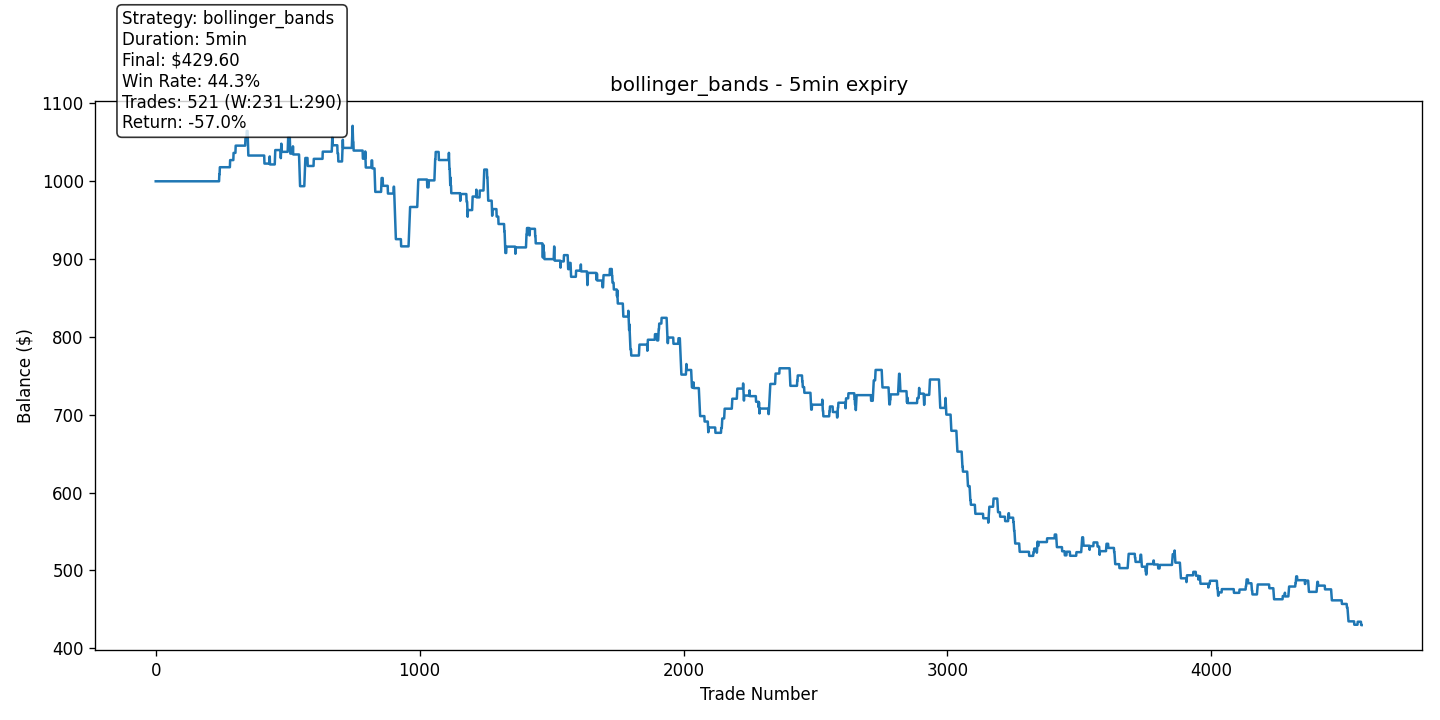 Strategy: bollinger_bands
Duration: 5min
Final: $429.60
Win Rate: 44.3%
Trades: 521 (W:231 L:290)
Return: -57.0%
bollinger_bands - 5min expiry
1100
1000
900
800
700
600
500
400
Balance ($)
0 1000 2000 3000 4000
Trade Number